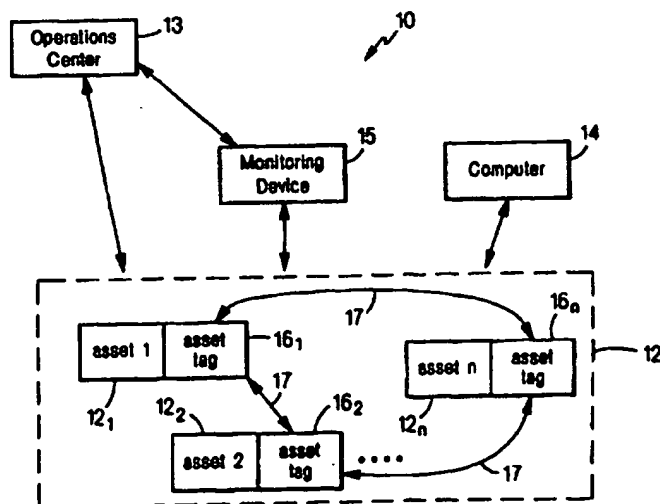 Operations
Center
13
10
Monitoring
Device
15
Computer
14
17
asset 1
asset
tag
16₁
12₁
17
asset n
asset
tag
16ₙ
12ₙ
12
12₂
asset 2
asset
tag
16₂
....
17